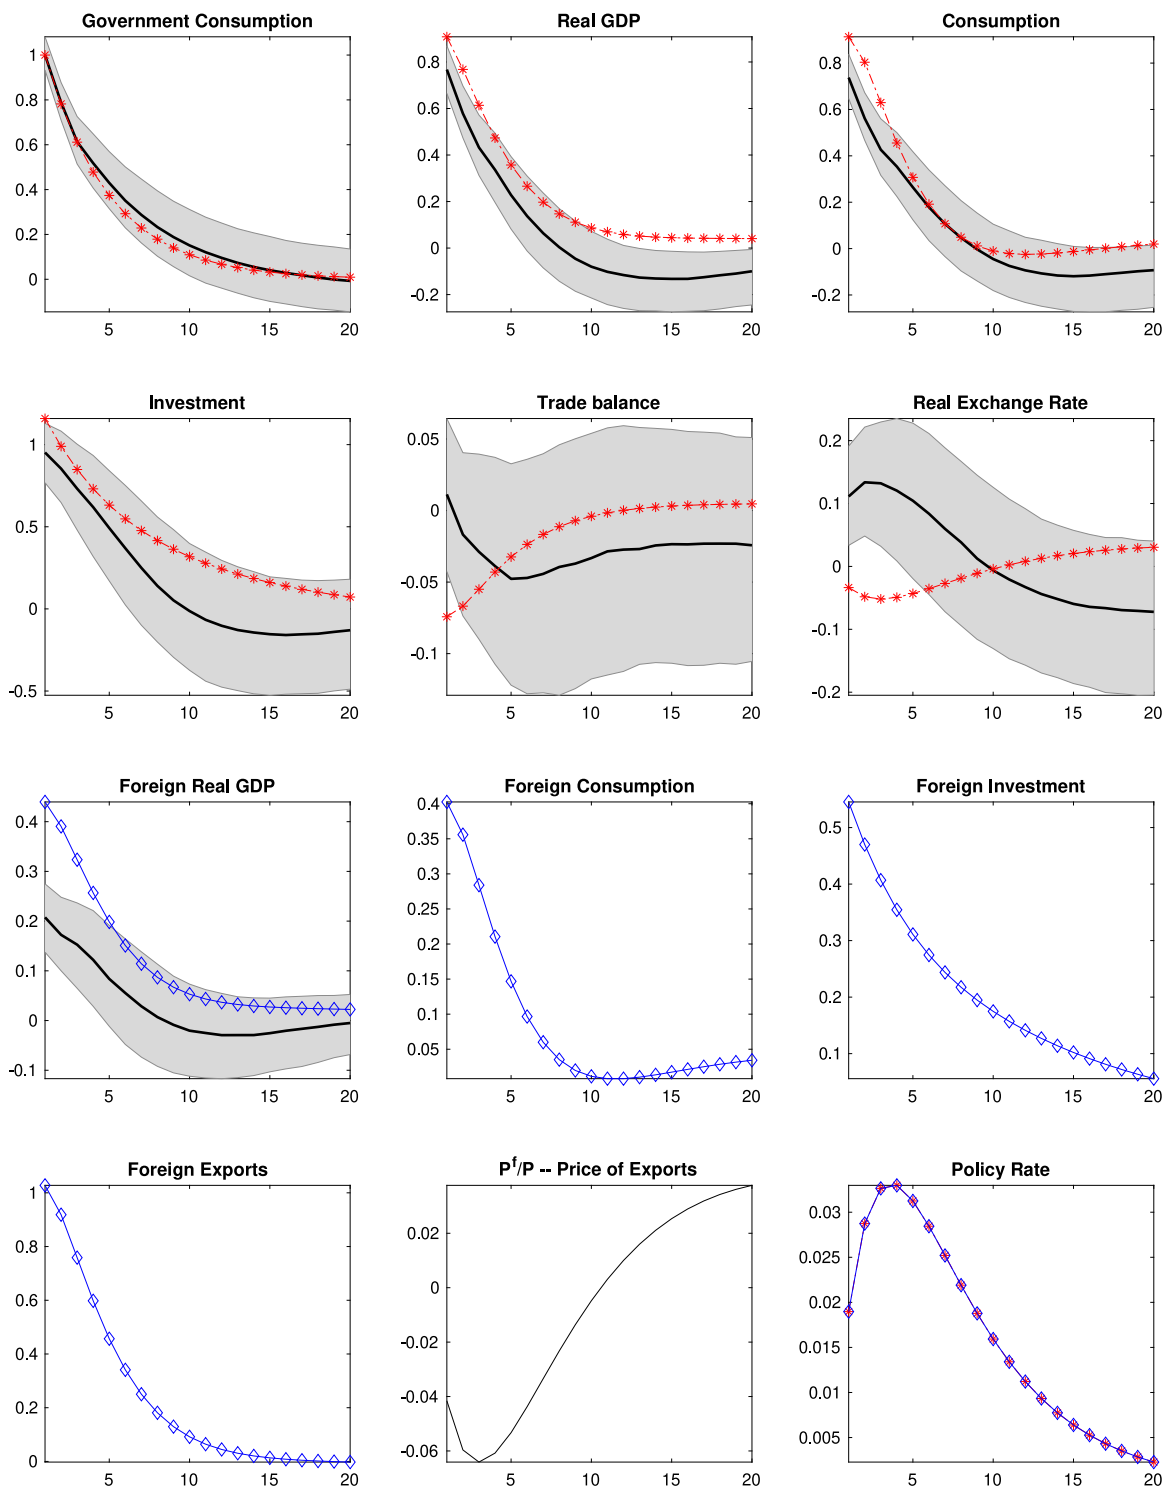 Government Consumption
1
0.8
0.6
0.4
0.2
0
5 10 15 20
Real GDP
0.8
0.6
0.4
0.2
0
-0.2
5 10 15 20
Consumption
0.8
0.6
0.4
0.2
0
-0.2
5 10 15 20
Investment
1
0.5
0
-0.5
5 10 15 20
Trade balance
0.05
0
-0.05
-0.1
5 10 15 20
Real Exchange Rate
0.2
0.1
0
-0.1
-0.2
5 10 15 20
Foreign Real GDP
0.4
0.3
0.2
0.1
0
-0.1
5 10 15 20
Foreign Consumption
0.4
0.35
0.3
0.25
0.2
0.15
0.1
0.05
5 10 15 20
Foreign Investment
0.5
0.4
0.3
0.2
0.1
5 10 15 20
Foreign Exports
1
0.8
0.6
0.4
0.2
0
5 10 15 20
P^f/P -- Price of Exports
0.02
0
-0.02
-0.04
-0.06
5 10 15 20
Policy Rate
0.03
0.025
0.02
0.015
0.01
0.005
5 10 15 20